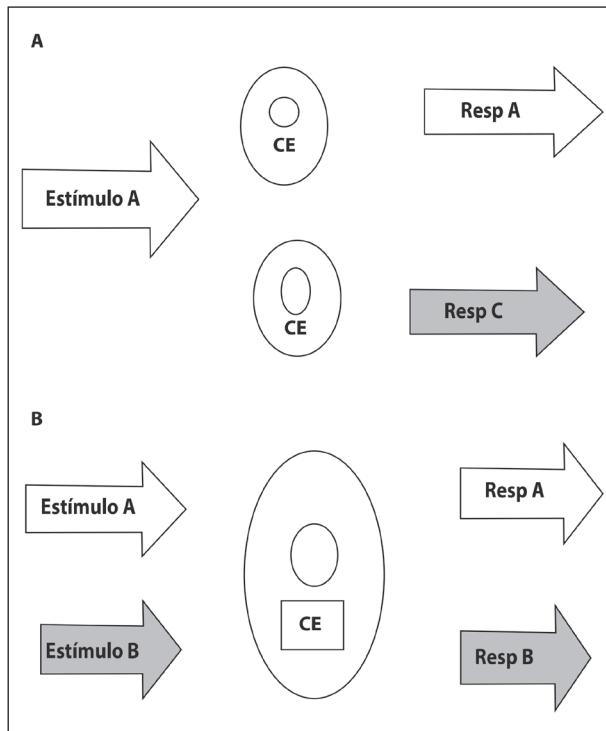 A
CE
Resp A
Estímulo A
CE
Resp C
B
Estímulo A
Resp A
CE
Estímulo B
Resp B